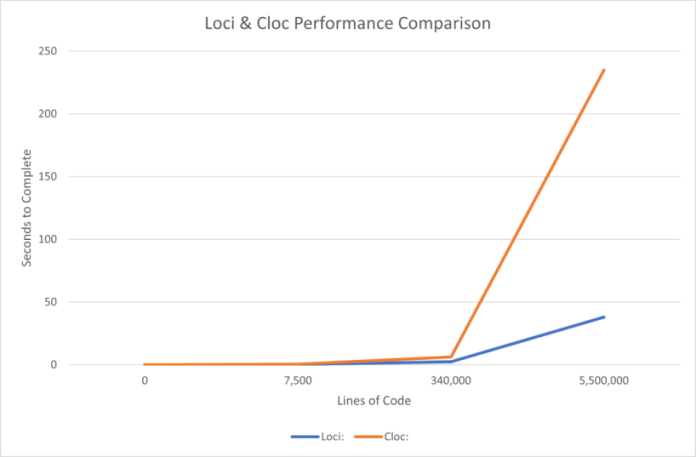 Loci & Cloc Performance Comparison
250
200
150
100
50
0
Seconds to Complete
0 7,500 340,000 5,500,000
Lines of Code
Loci: Cloc: